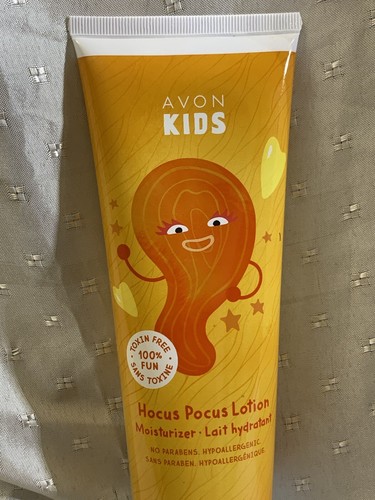 AVON
KIDS
TOXIN FREE
100%
FUN
SANS TOXINE
Hocus Pocus Lotion
Moisturizer · Lait hydratant
NO PARABENS. HYPOALLERGENIC.
SANS PARABEN. HYPOALLERGÉNIQUE.